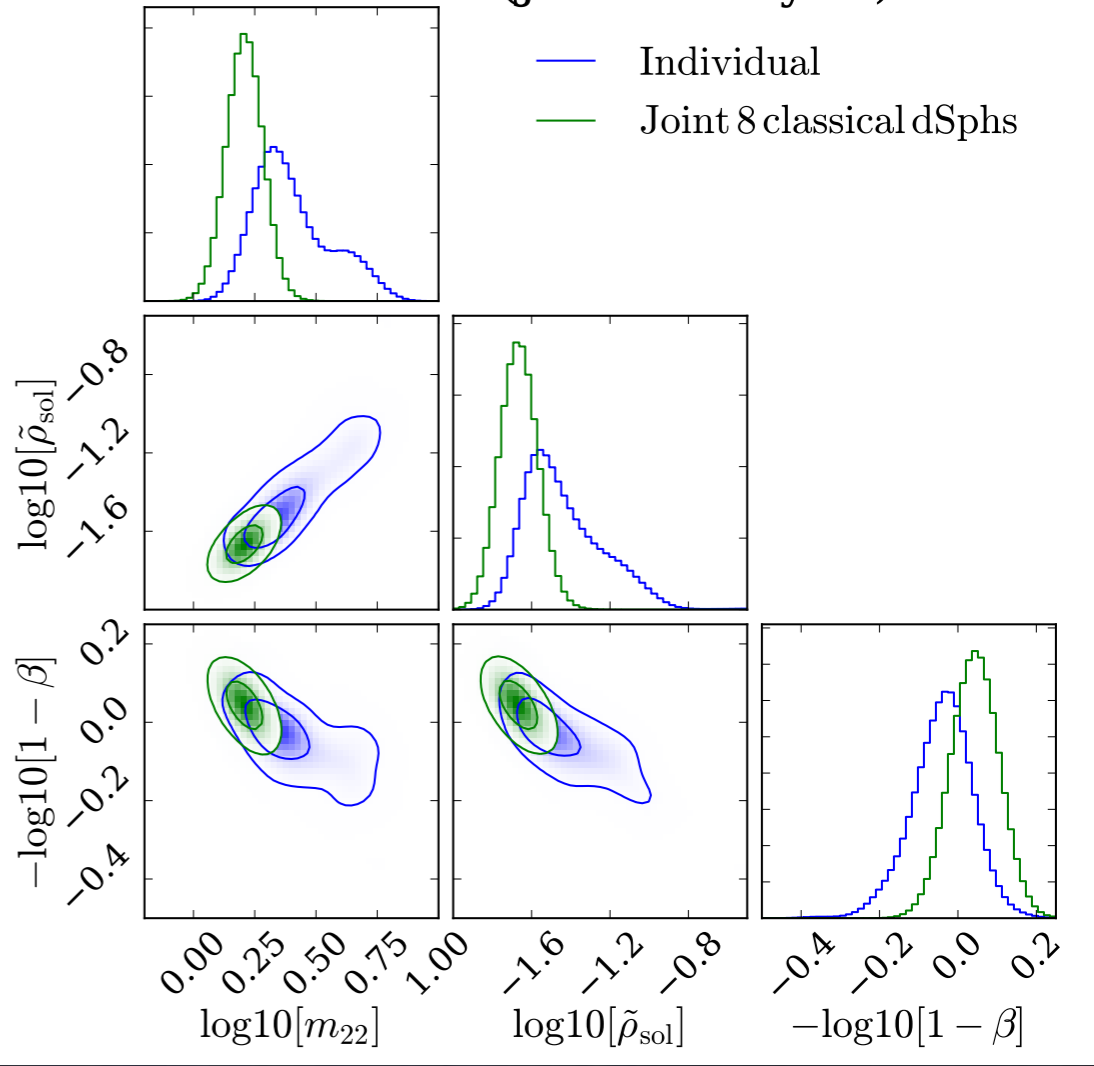 Individual
Joint 8 classical dSphs
log10[ρ̃sol]
−0.8
−1.2
−1.6
−log10[1 − β]
0.2
0.0
−0.2
−0.4
0.00 0.25 0.50 0.75 1.00
−1.6 −1.2 −0.8
−0.4 −0.2 0.0 0.2
log10[m₂₂]
log10[ρ̃sol]
−log10[1 − β]